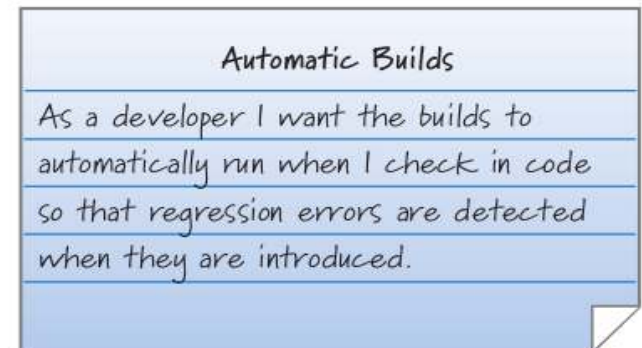 Automatic Builds
As a developer I want the builds to
automatically run when I check in code
so that regression errors are detected
when they are introduced.